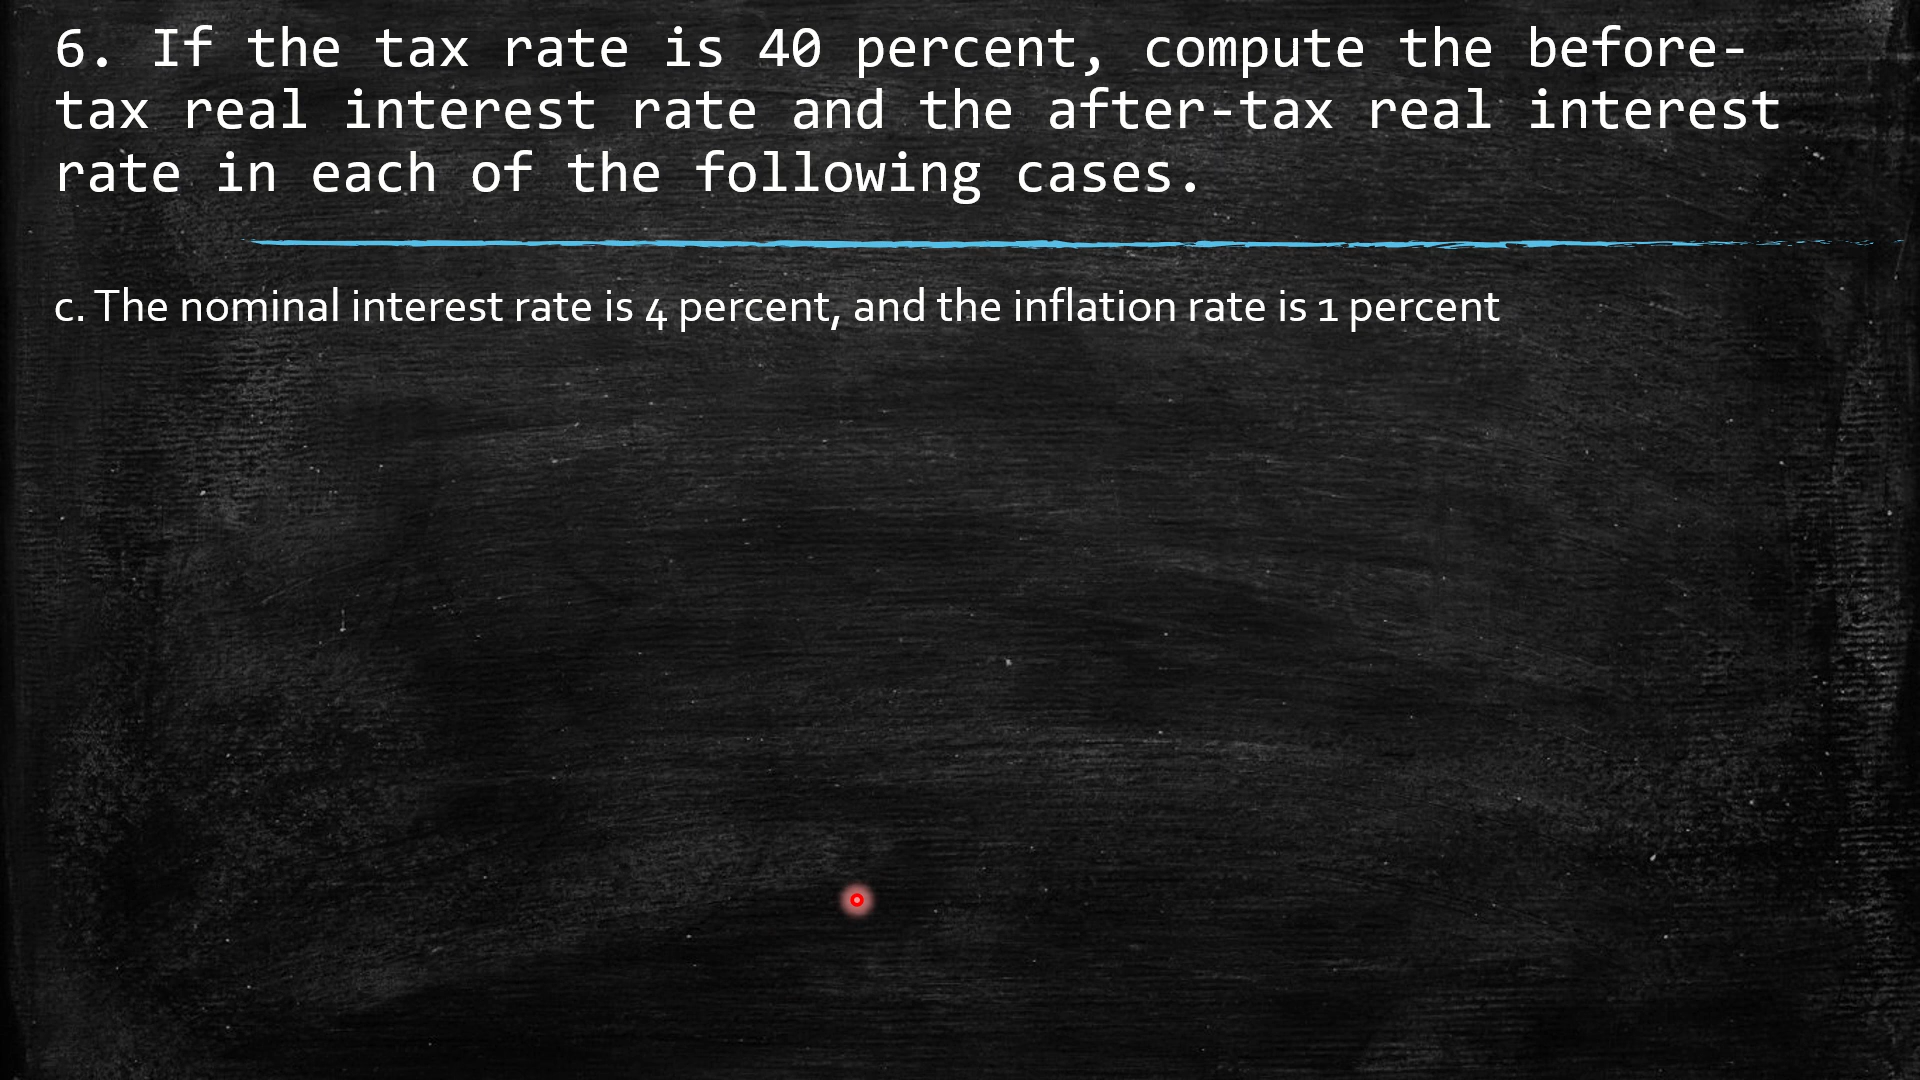 6. If the tax rate is 40 percent, compute the before-
tax real interest rate and the after-tax real interest
rate in each of the following cases.
c. The nominal interest rate is 4 percent, and the inflation rate is 1 percent